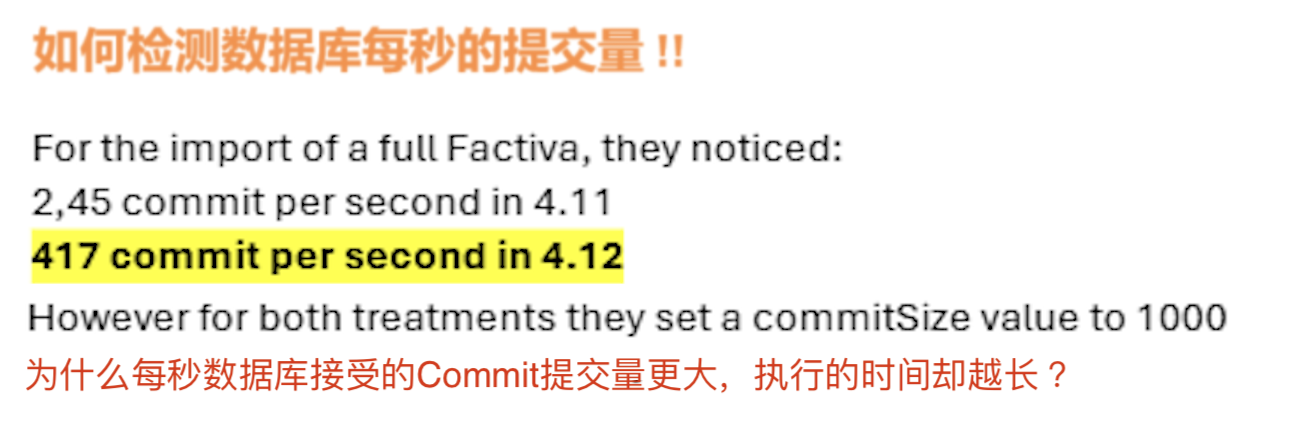 如何检测数据库每秒的提交量 !!
For the import of a full Factiva, they noticed:
2,45 commit per second in 4.11
417 commit per second in 4.12
However for both treatments they set a commitSize value to 1000
为什么每秒数据库接受的Commit提交量更大，执行的时间却越长？